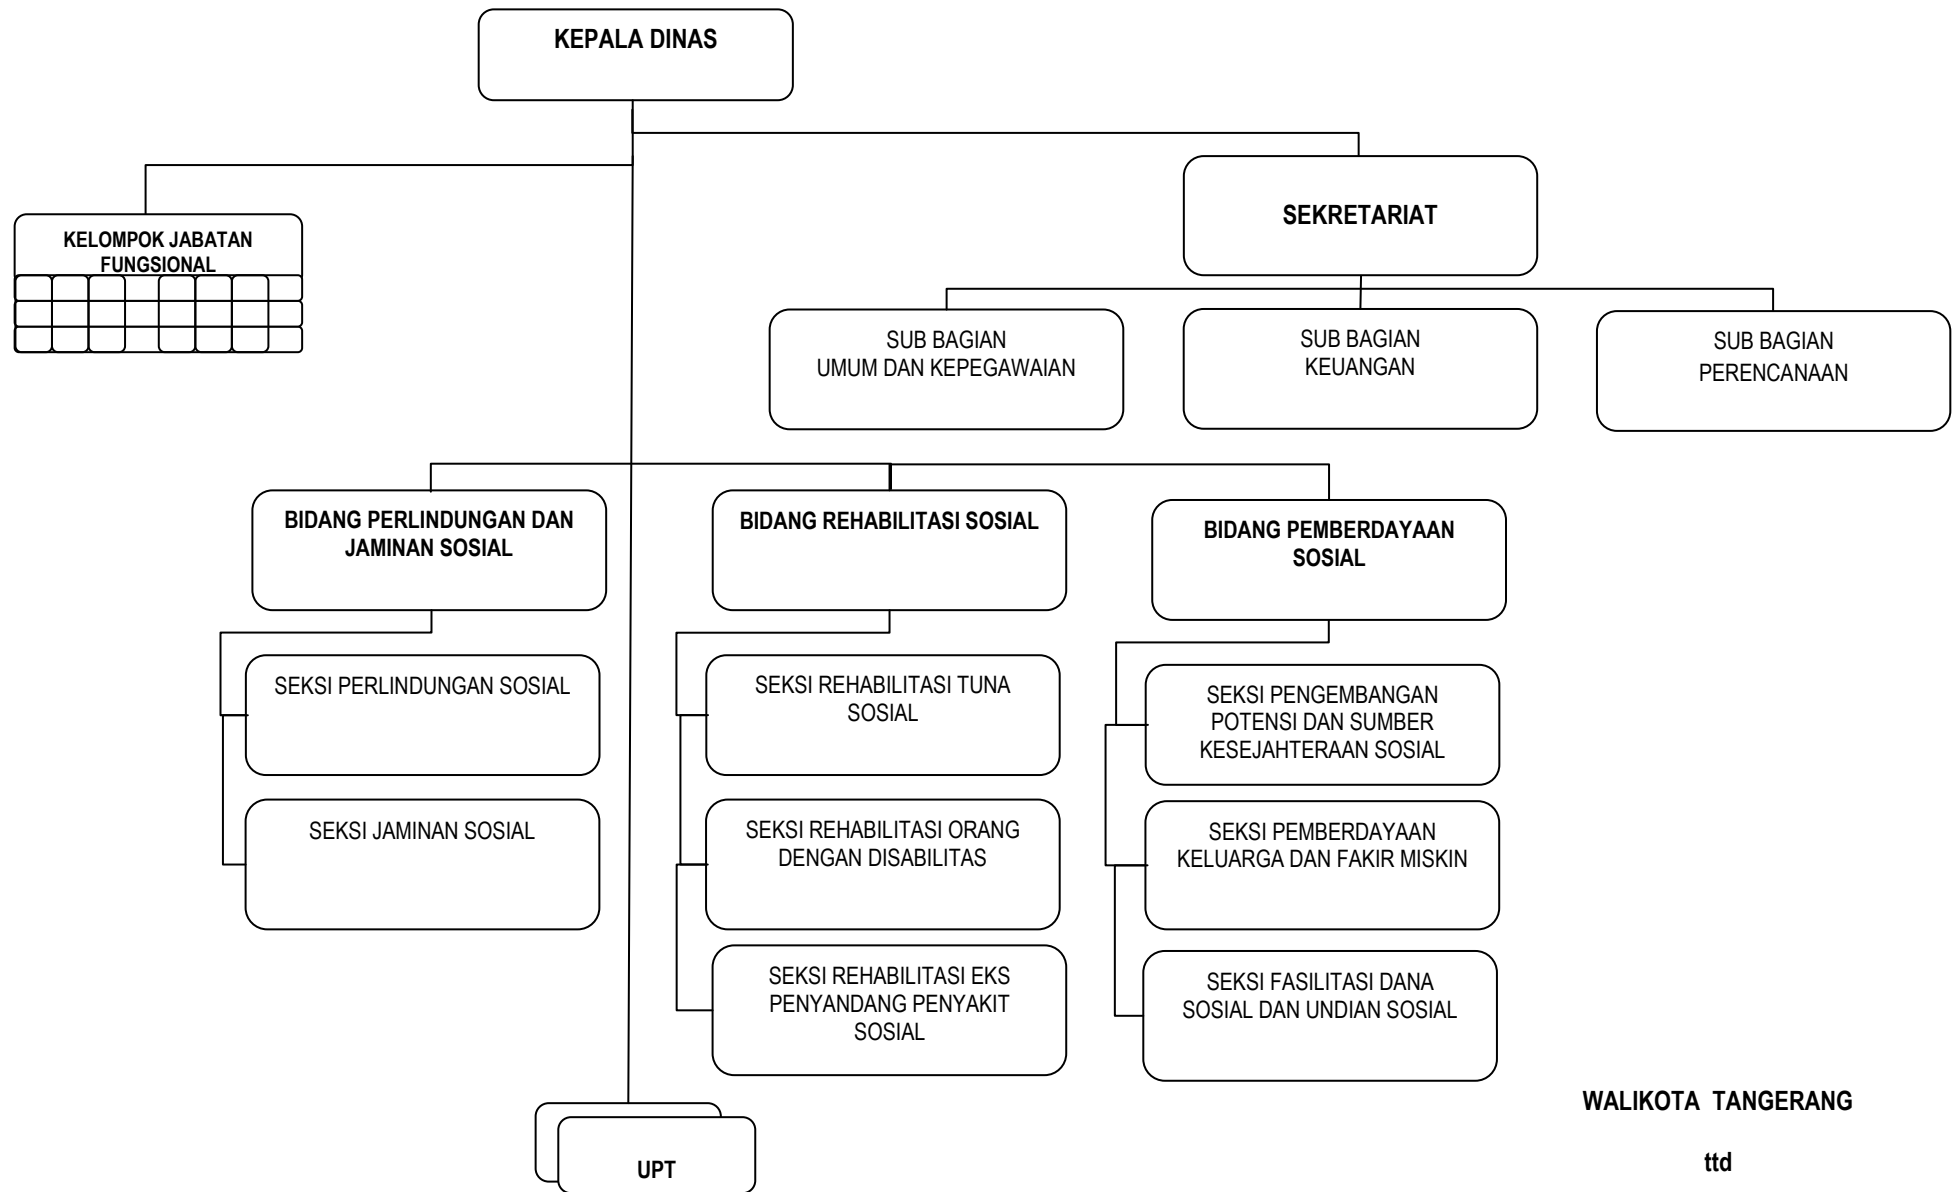 KEPALA DINAS
SEKRETARIAT
KELOMPOK JABATAN
FUNGSIONAL
SUB BAGIAN
UMUM DAN KEPEGAWAIAN
SUB BAGIAN
KEUANGAN
SUB BAGIAN
PERENCANAAN
BIDANG PERLINDUNGAN DAN
JAMINAN SOSIAL
BIDANG REHABILITASI SOSIAL
BIDANG PEMBERDAYAAN
SOSIAL
SEKSI PERLINDUNGAN SOSIAL
SEKSI JAMINAN SOSIAL
SEKSI REHABILITASI TUNA
SOSIAL
SEKSI REHABILITASI ORANG
DENGAN DISABILITAS
SEKSI REHABILITASI EKS
PENYANDANG PENYAKIT
SOSIAL
SEKSI PENGEMBANGAN
POTENSI DAN SUMBER
KESEJAHTERAAN SOSIAL
SEKSI PEMBERDAYAAN
KELUARGA DAN FAKIR MISKIN
SEKSI FASILITASI DANA
SOSIAL DAN UNDIAN SOSIAL
UPT
WALIKOTA TANGERANG
ttd